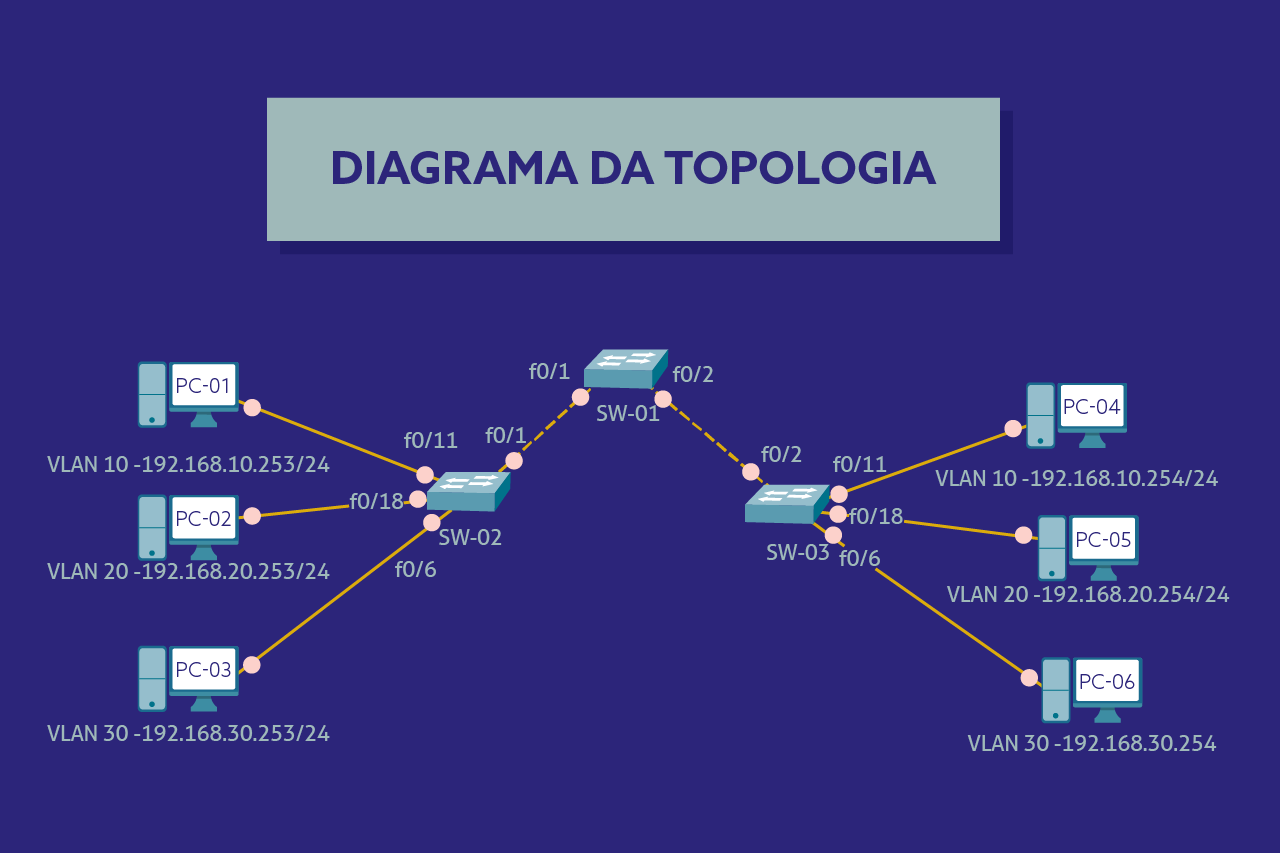 DIAGRAMA DA TOPOLOGIA
f0/1
f0/2
SW-01
PC-01
VLAN 10 -192.168.10.253/24
f0/11
f0/1
f0/2
f0/11
PC-04
VLAN 10 -192.168.10.254/24
PC-02
VLAN 20 -192.168.20.253/24
f0/18
SW-02
f0/6
f0/18
SW-03
f0/6
PC-05
VLAN 20 -192.168.20.254/24
PC-03
VLAN 30 -192.168.30.253/24
PC-06
VLAN 30 -192.168.30.254